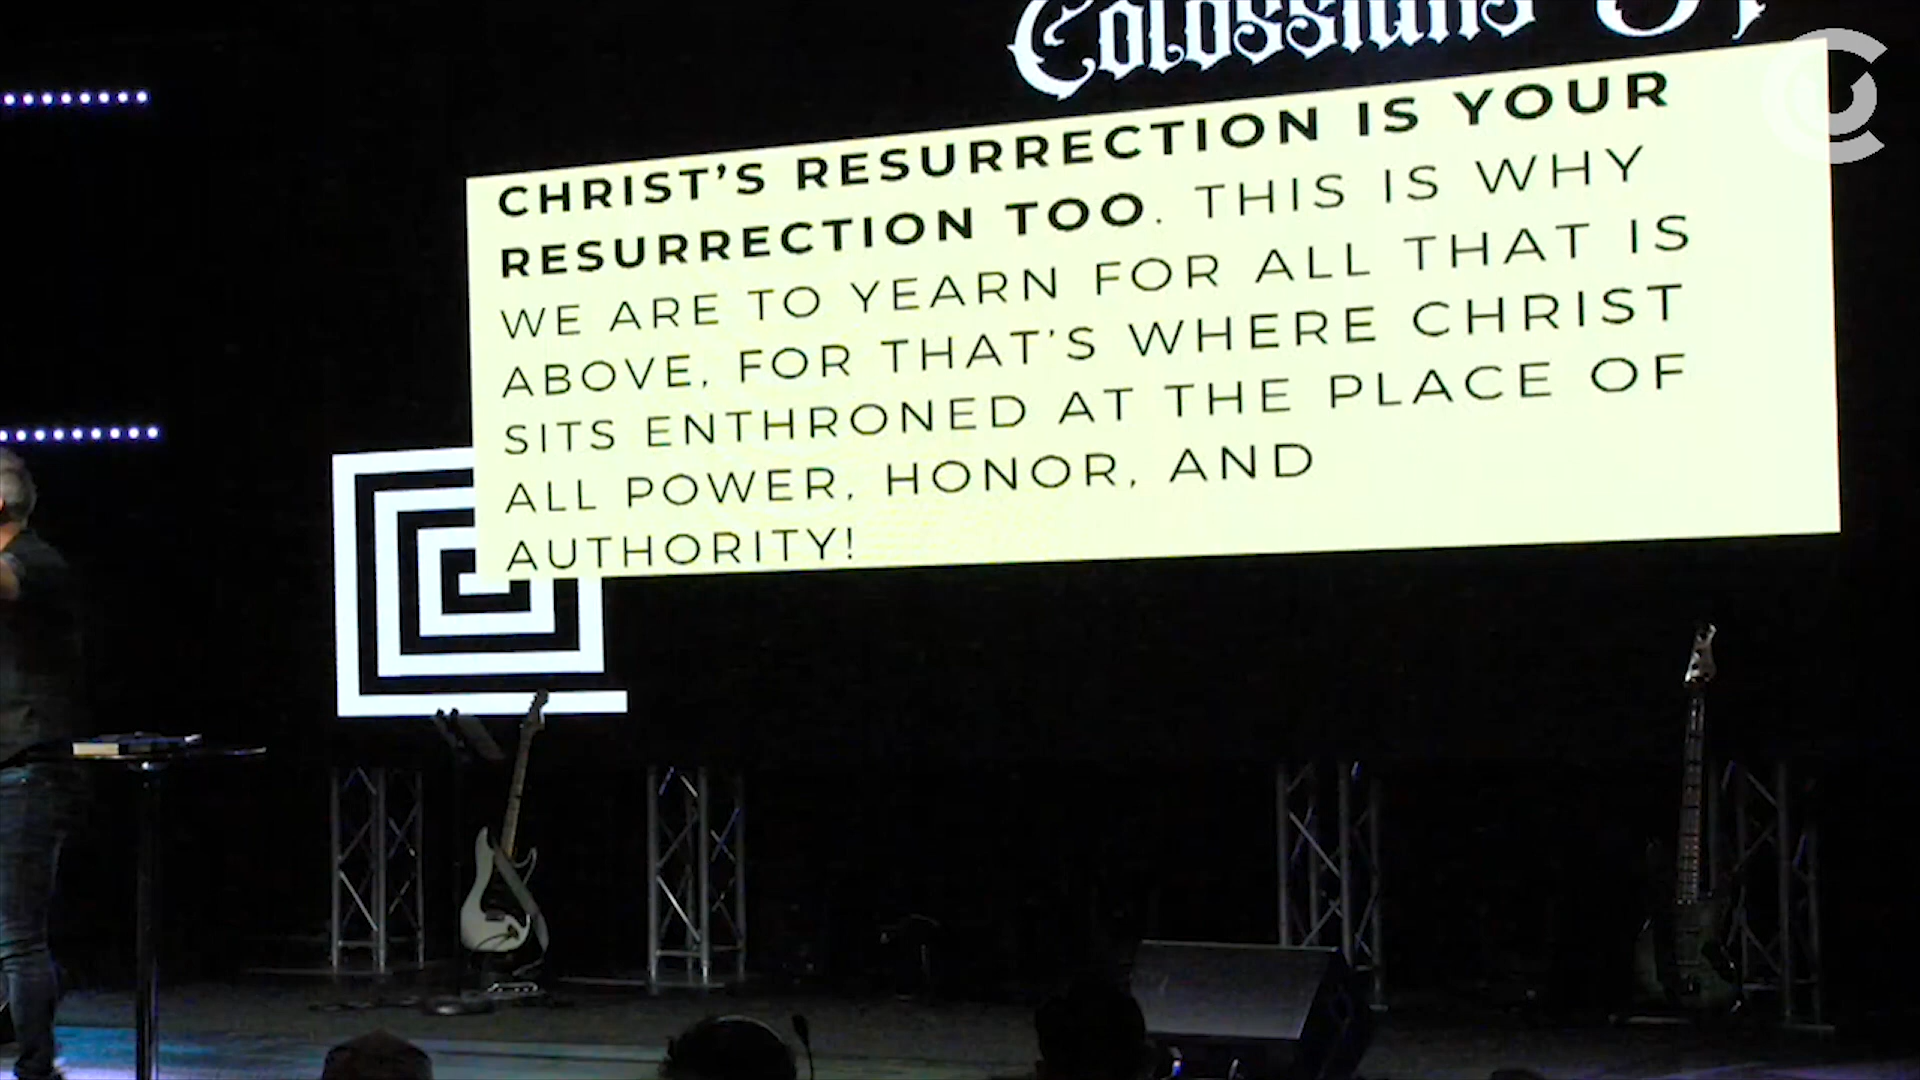 Colossians
CHRIST’S RESURRECTION IS YOUR
RESURRECTION TOO. THIS IS WHY
WE ARE TO YEARN FOR ALL THAT IS
ABOVE, FOR THAT’S WHERE CHRIST
SITS ENTHRONED AT THE PLACE OF
ALL POWER, HONOR, AND
AUTHORITY!